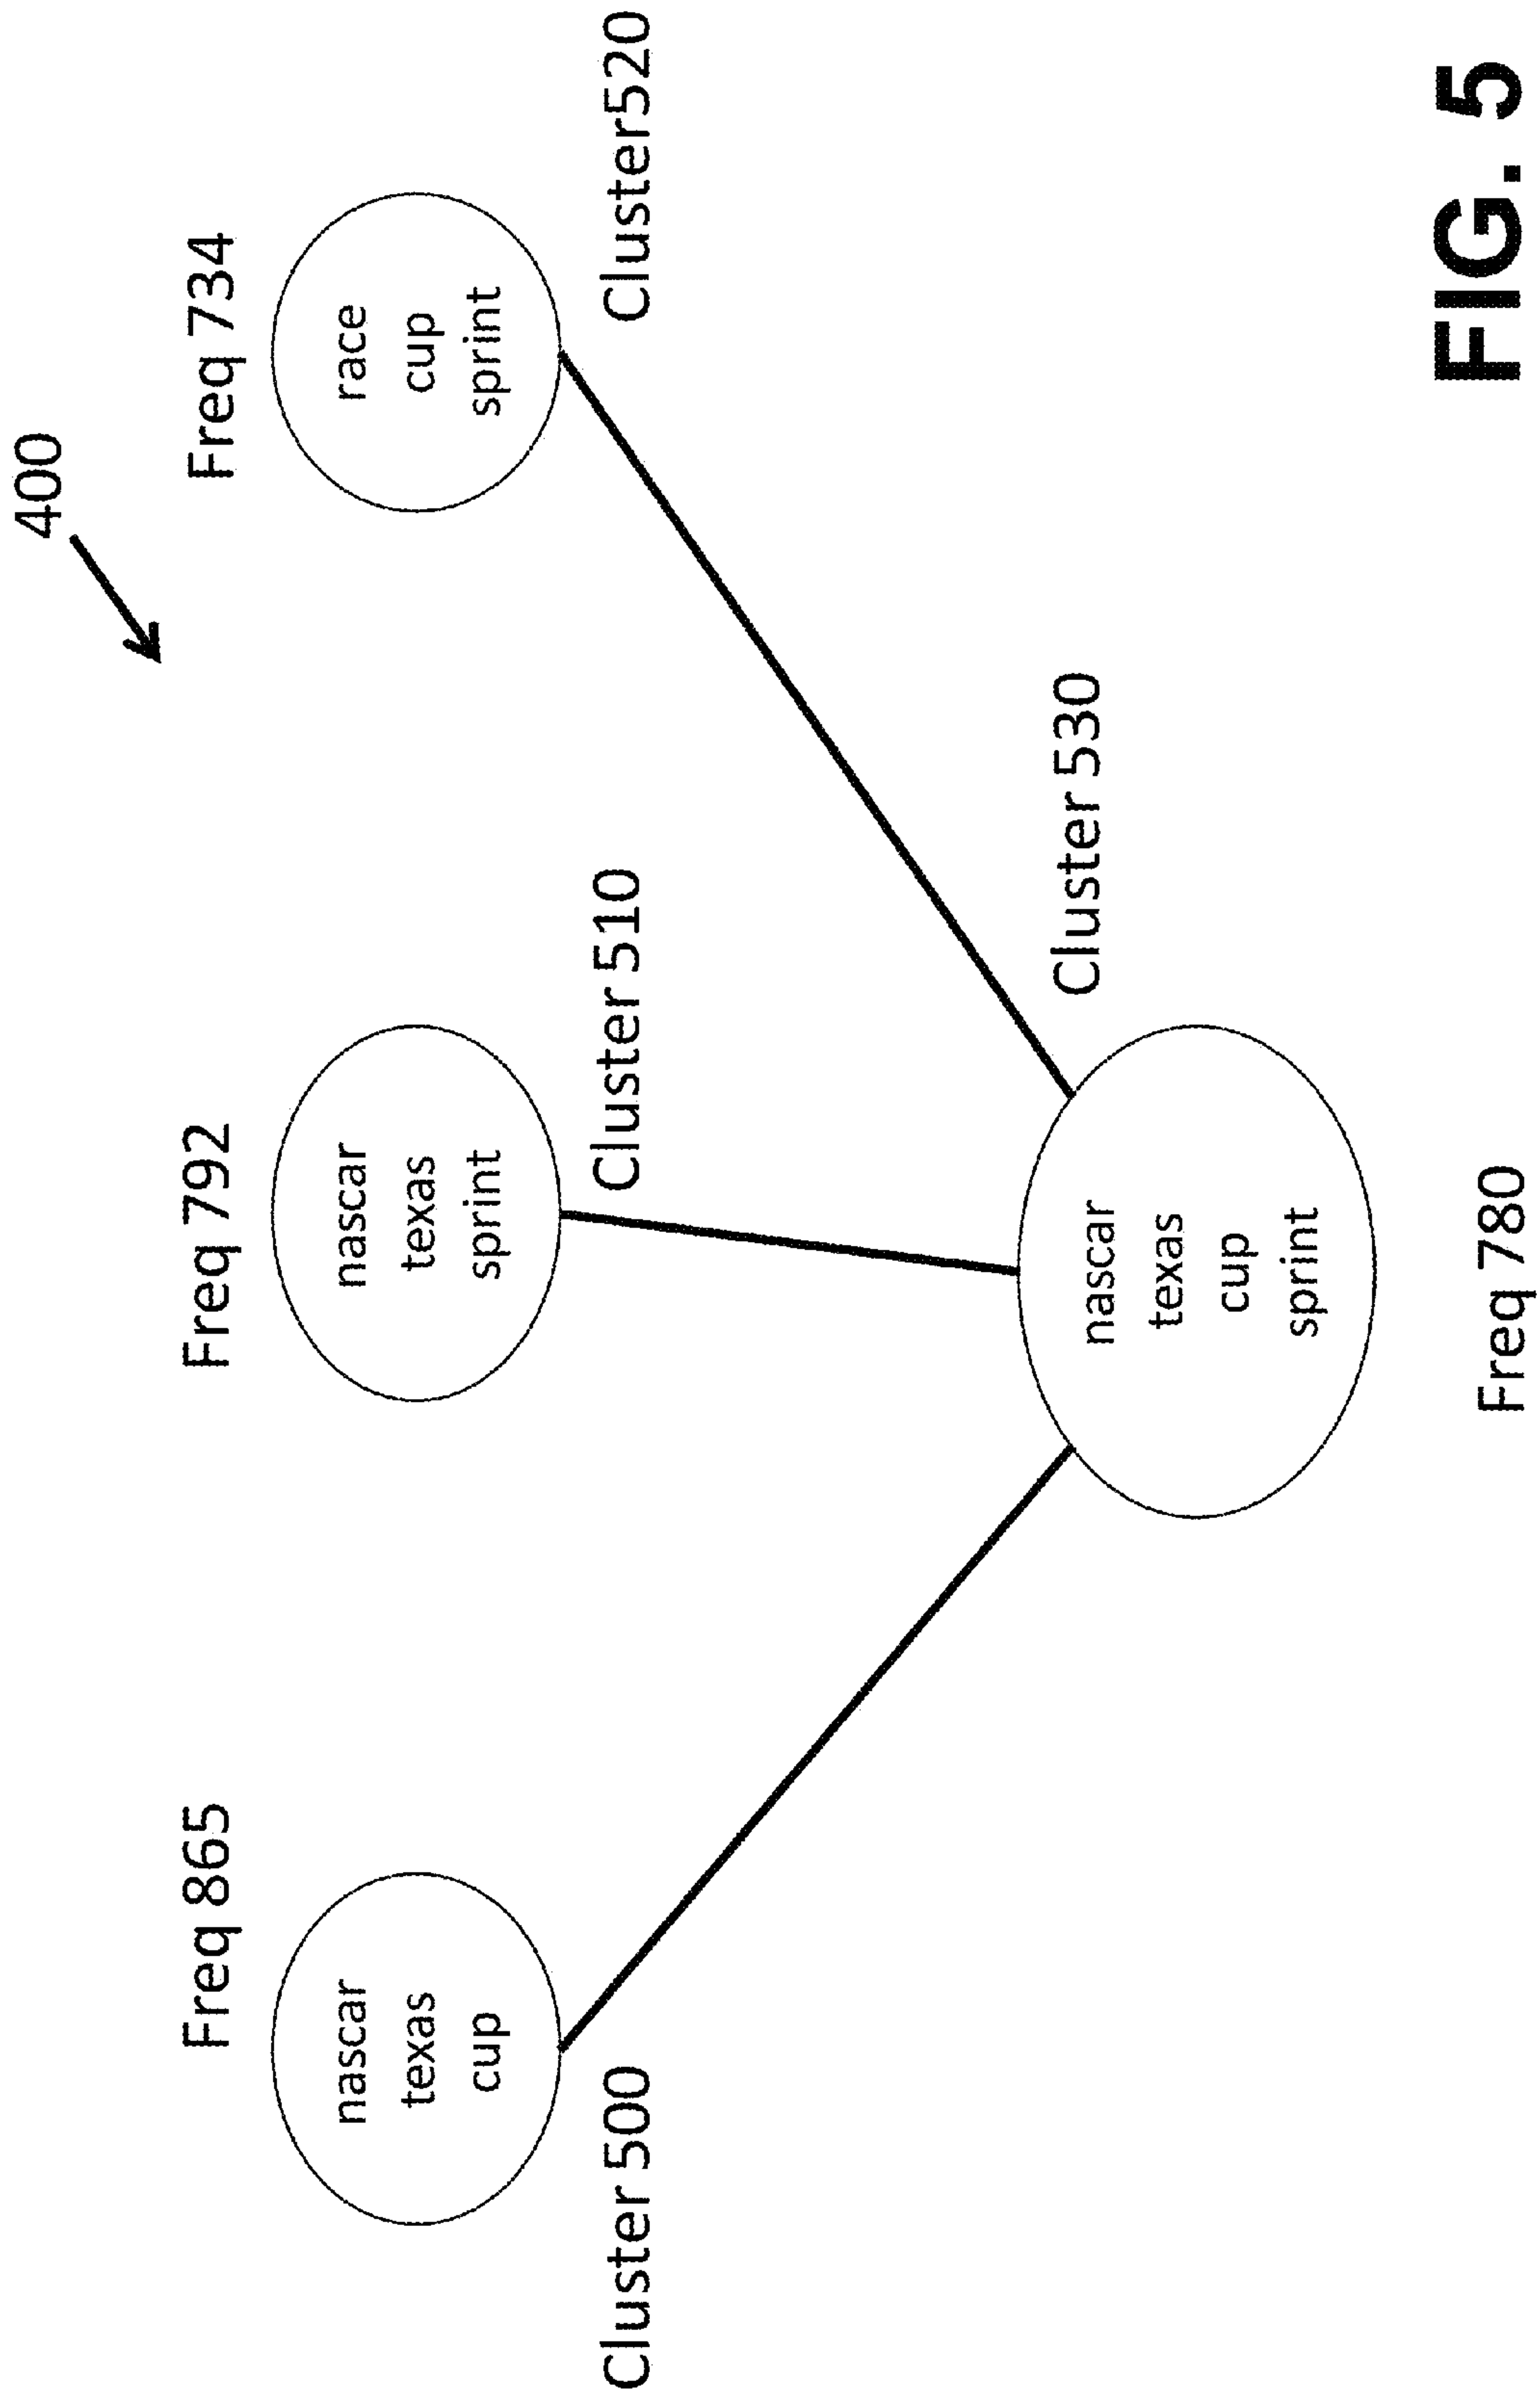 400
Freq 865
Freq 792
Freq 734
nascar
texas
cup
nascar
texas
sprint
race
cup
sprint
Cluster 500
Cluster 510
Cluster520
Cluster 530
nascar
texas
cup
sprint
Freq 780
FIG. 5